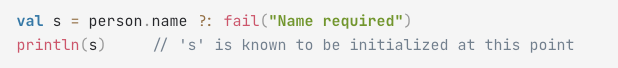 val s = person.name ?: fail("Name required")
println(s)     // 's' is known to be initialized at this point